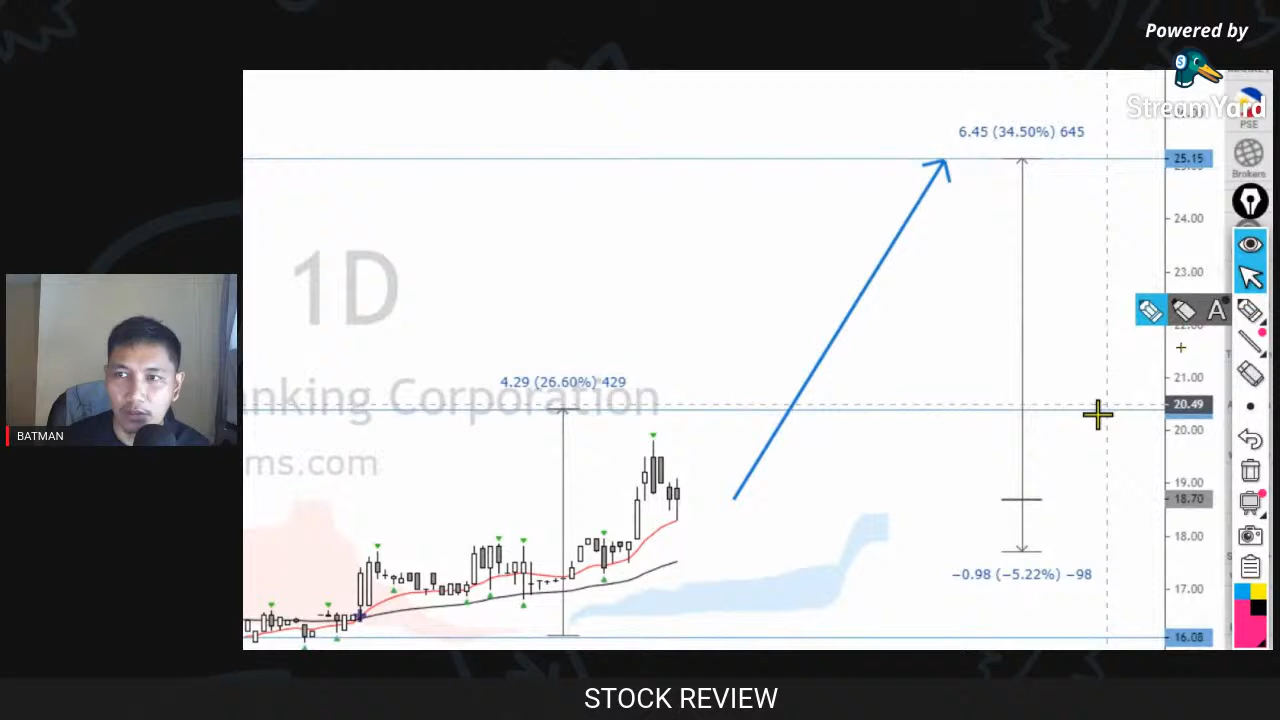 Powered by
StreamYard
PSE
Brokers
6.45 (34.50%) 645
25.15
24.00
23.00
1D
A
21.00
4.29 (26.60%) 429
nking Corporation
20.49
20.00
ms.com
19.00
18.70
18.00
−0.98 (−5.22%) −98
17.00
16.08
BATMAN
STOCK REVIEW